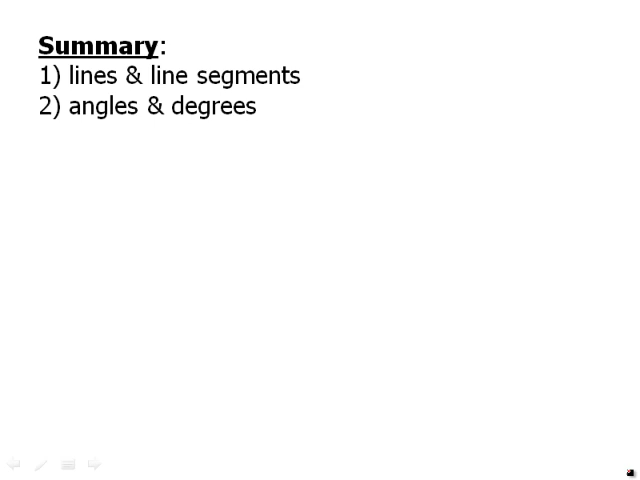 Summary:
1) lines & line segments
2) angles & degrees